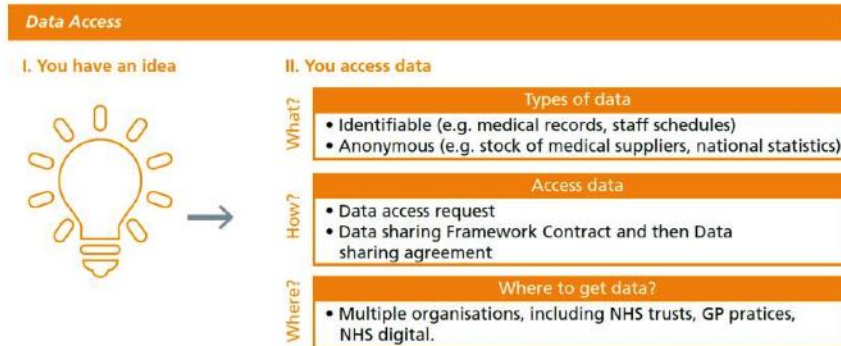 Data Access
I. You have an idea
II. You access data
What?
Types of data
• Identifiable (e.g. medical records, staff schedules)
• Anonymous (e.g. stock of medical suppliers, national statistics)
How?
Access data
• Data access request
• Data sharing Framework Contract and then Data
sharing agreement
Where?
Where to get data?
• Multiple organisations, including NHS trusts, GP pratices,
NHS digital.